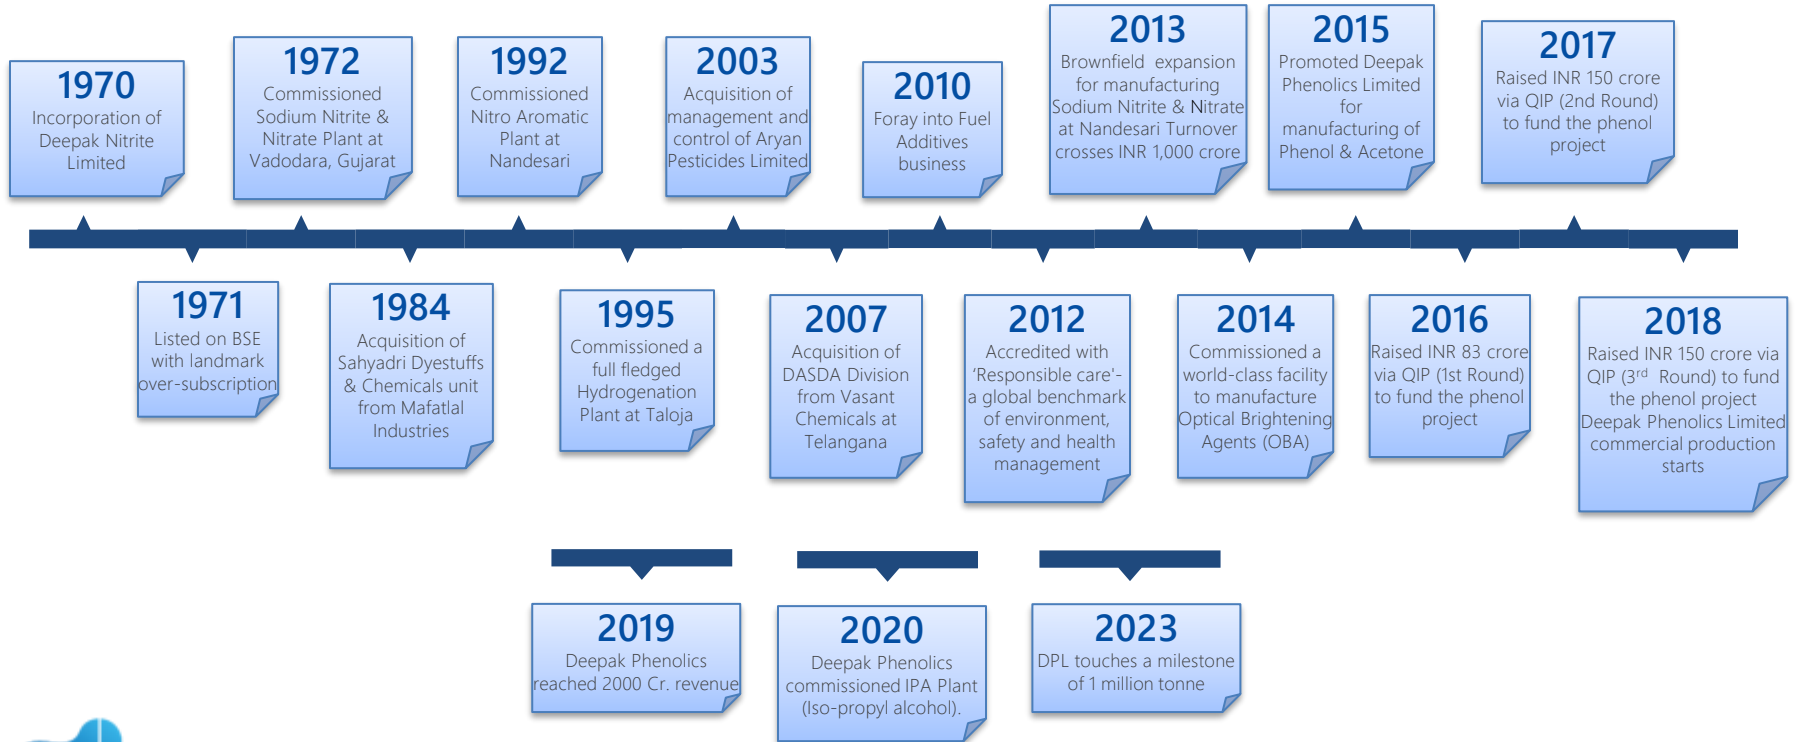 1970
Incorporation of
Deepak Nitrite
Limited
1972
Commissioned
Sodium Nitrite &
Nitrate Plant at
Vadodara, Gujarat
1992
Commissioned
Nitro Aromatic
Plant at
Nandesari
2003
Acquisition of
management and
control of Aryan
Pesticides Limited
2010
Foray into Fuel
Additives
business
2013
Brownfield expansion
for manufacturing
Sodium Nitrite & Nitrate
at Nandesari Turnover
crosses INR 1,000 crore
2015
Promoted Deepak
Phenolics Limited
for
manufacturing of
Phenol & Acetone
2017
Raised INR 150 crore
via QIP (2nd Round)
to fund the phenol
project
1971
Listed on BSE
with landmark
over-subscription
1984
Acquisition of
Sahyadri Dyestuffs
& Chemicals unit
from Mafatlal
Industries
1995
Commissioned a
full fledged
Hydrogenation
Plant at Taloja
2007
Acquisition of
DASDA Division
from Vasant
Chemicals at
Telangana
2012
Accredited with
‘Responsible care'-
a global benchmark
of environment,
safety and health
management
2014
Commissioned a
world-class facility
to manufacture
Optical Brightening
Agents (OBA)
2016
Raised INR 83 crore
via QIP (1st Round)
to fund the phenol
project
2018
Raised INR 150 crore via
QIP (3rd Round) to fund
the phenol project
Deepak Phenolics Limited
commercial production
starts
2019
Deepak Phenolics
reached 2000 Cr. revenue
2020
Deepak Phenolics
commissioned IPA Plant
(Iso-propyl alcohol).
2023
DPL touches a milestone
of 1 million tonne